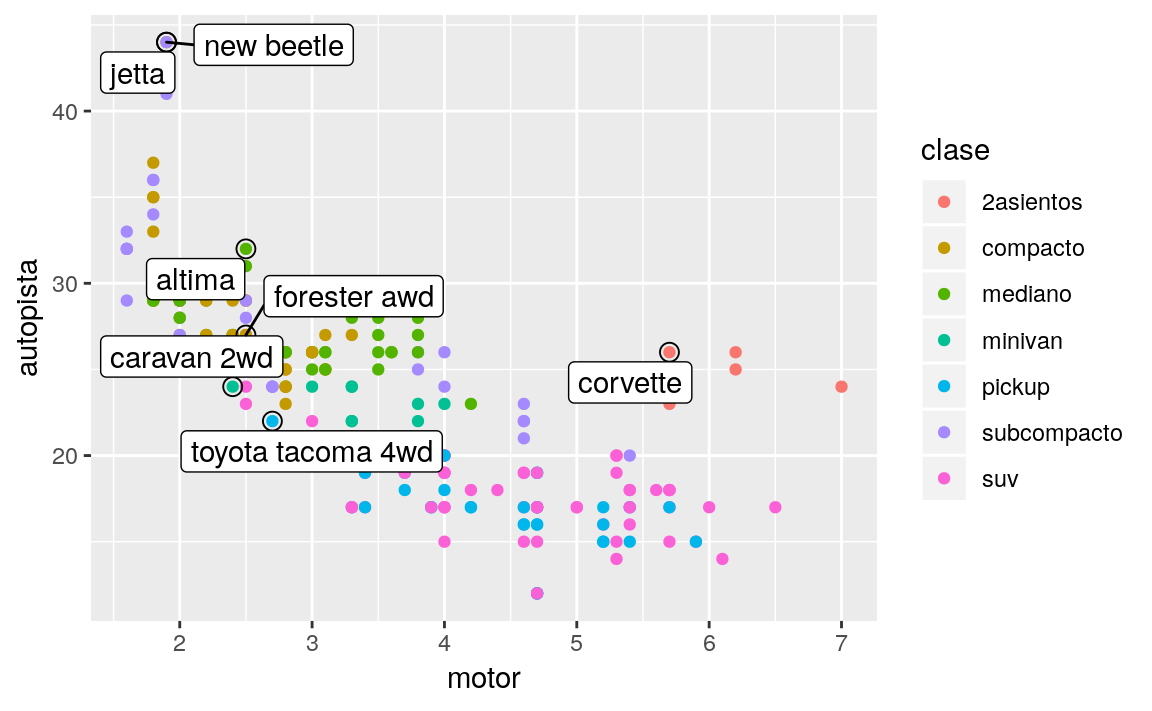 new beetle
jetta
40
altima
30
forester awd
caravan 2wd
corvette
toyota tacoma 4wd
20
autopista
2 3 4 5 6 7
motor
clase
2asientos
compacto
mediano
minivan
pickup
subcompacto
suv